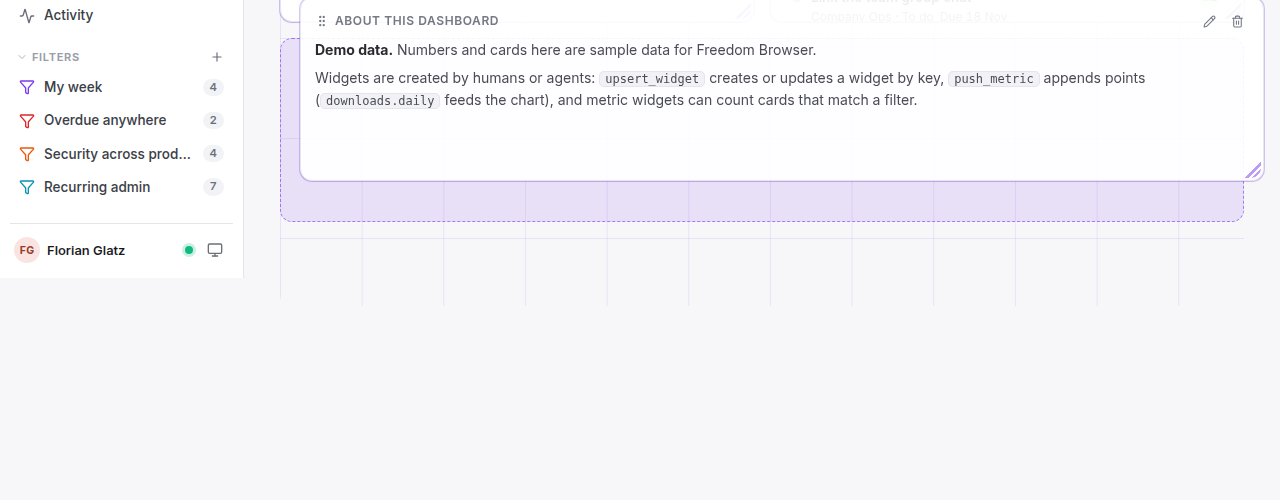 Activity
FILTERS
My week 4
Overdue anywhere 2
Security across prod... 4
Recurring admin 7
FG Florian Glatz
Company Ops · To do Due 18 Nov
ABOUT THIS DASHBOARD
Demo data. Numbers and cards here are sample data for Freedom Browser.
Widgets are created by humans or agents: upsert_widget creates or updates a widget by key, push_metric appends points
(downloads.daily feeds the chart), and metric widgets can count cards that match a filter.